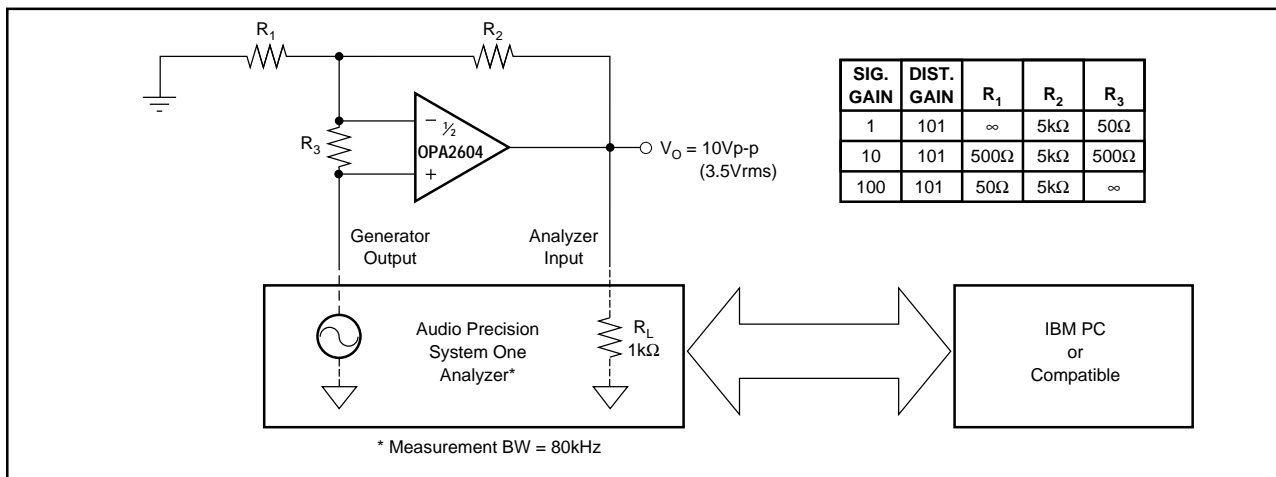 R1
R2
SIG. GAIN DIST. GAIN R1 R2 R3
1 101 ∞ 5kΩ 50Ω
10 101 500Ω 5kΩ 500Ω
100 101 50Ω 5kΩ ∞
R3
−
½
OPA2604
+
VO = 10Vp-p
(3.5Vrms)
Generator
Output
Analyzer
Input
Audio Precision
System One
Analyzer*
RL
1kΩ
IBM PC
or
Compatible
* Measurement BW = 80kHz